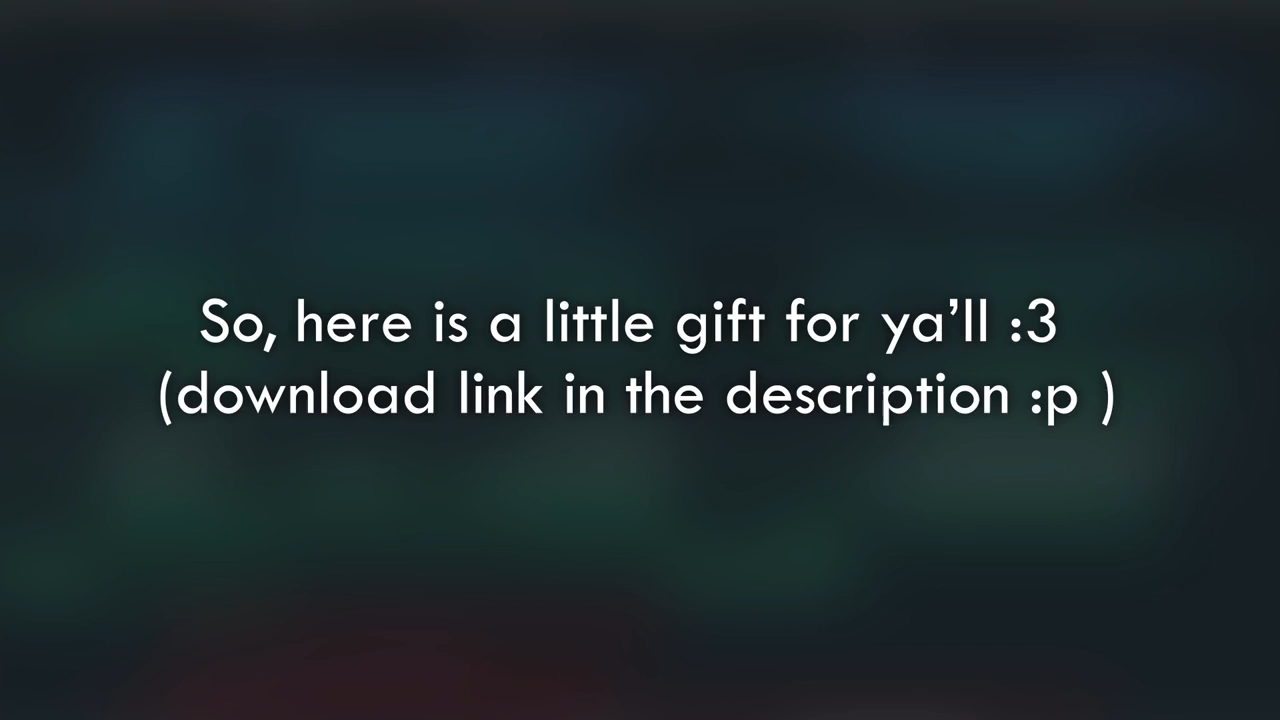 So, here is a little gift for ya’ll :3
(download link in the description :p )